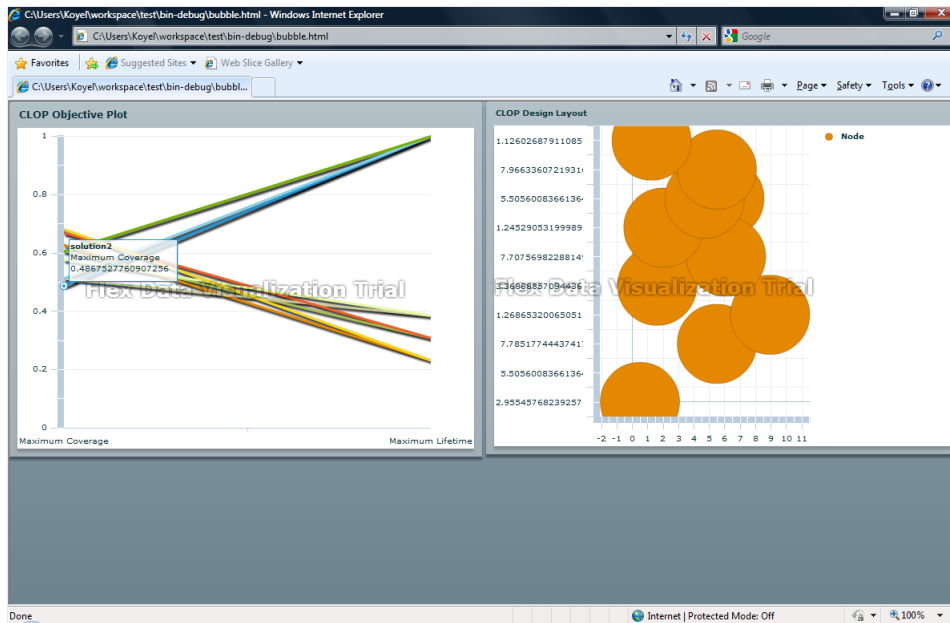 C:\Users\Koyel\workspace\test\bin-debug\bubble.html - Windows Internet Explorer
C:\Users\Koyel\workspace\test\bin-debug\bubble.html
Google
Favorites Suggested Sites Web Slice Gallery
C:\Users\Koyel\workspace\test\bin-debug\bubbl... Page Safety Tools
CLOP Objective Plot
1
0.8
0.6
0.4
0.2
0
solution2
Maximum Coverage
0.4867527760907256
Flex Data Visualization Trial
Maximum Coverage Maximum Lifetime
CLOP Design Layout
Node
1.12602687911085
7.9663360721931
5.5056008366136
1.24529053199989
7.7075698228814
1.26865320065051
7.7851774443741
5.5056008366136
2.95545768239257
Flex Data Visualization Trial
-2 -1 0 1 2 3 4 5 6 7 8 9 10 11
Done Internet | Protected Mode: Off 100%